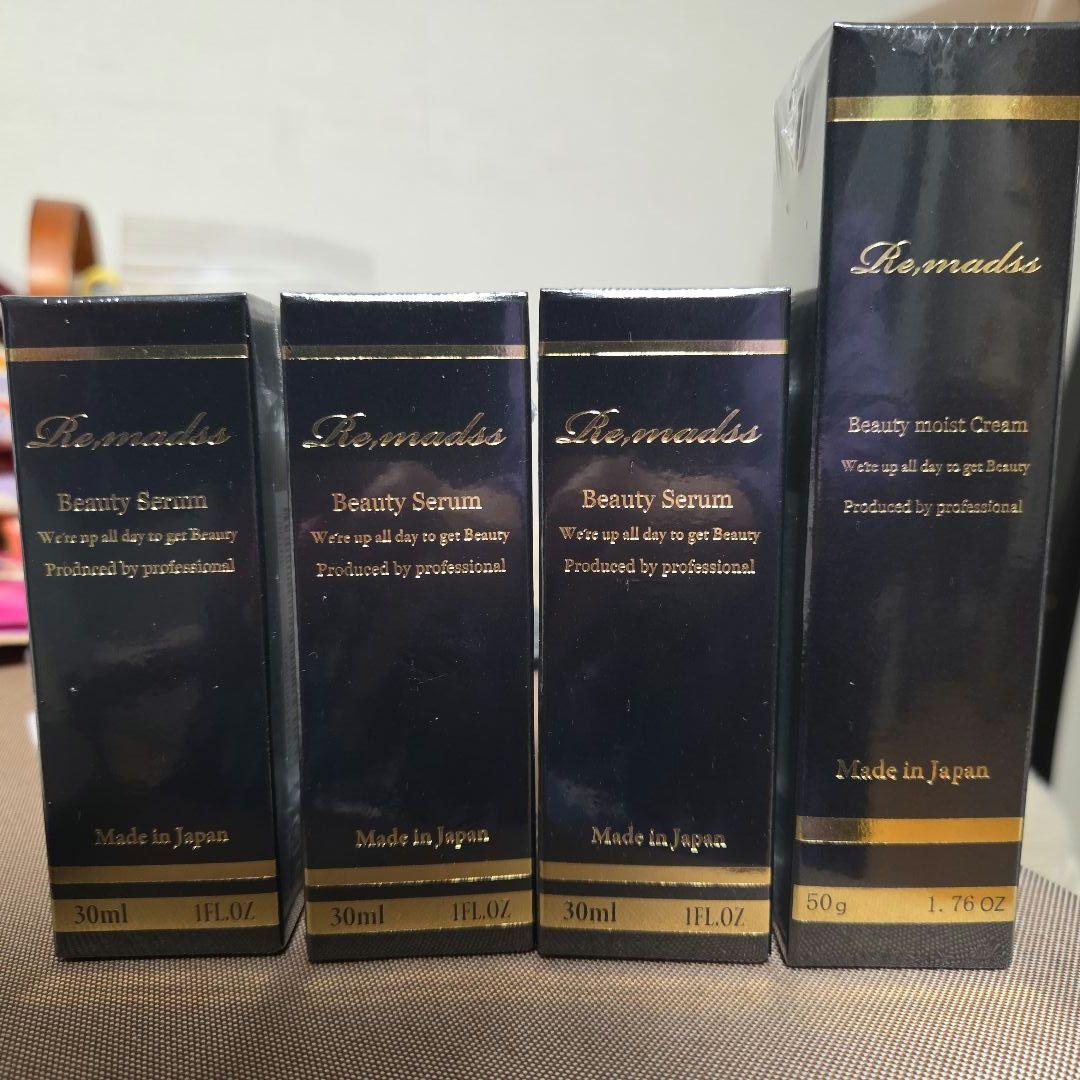 Re,madss
Beauty Serum
We're up all day to get Beauty
Produced by professional
Made in Japan
30ml 1FL.OZ
Re,madss
Beauty Serum
We're up all day to get Beauty
Produced by professional
Made in Japan
30ml 1FL.OZ
Re,madss
Beauty Serum
We're up all day to get Beauty
Produced by professional
Made in Japan
30ml 1FL.OZ
Re,madss
Beauty moist Cream
We're up all day to get Beauty
Produced by professional
Made in Japan
50g 1.76 OZ